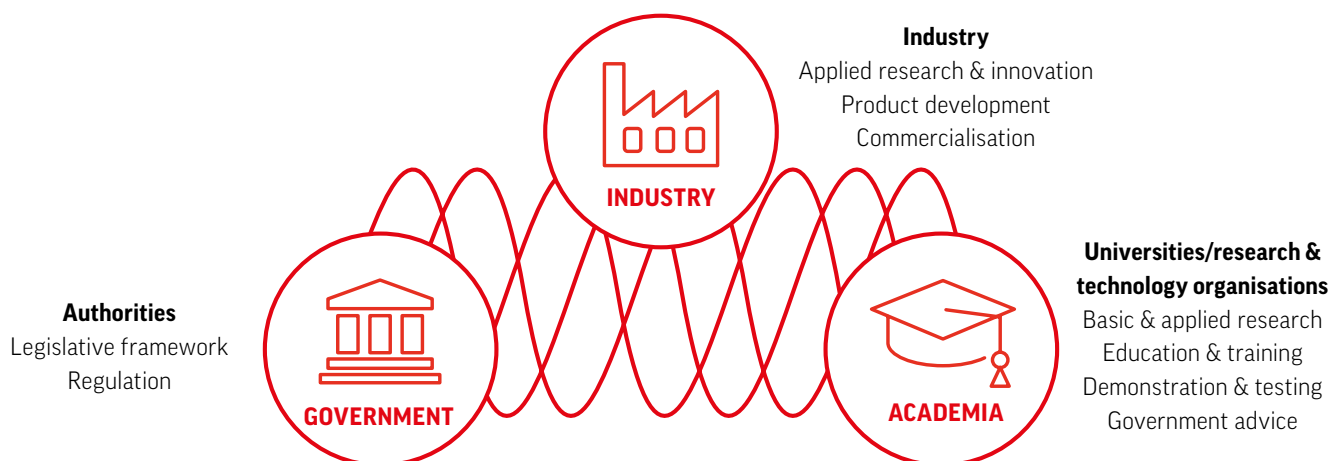 Industry
Applied research & innovation
Product development
Commercialisation
INDUSTRY
Authorities
Legislative framework
Regulation
GOVERNMENT
ACADEMIA
Universities/research &
technology organisations
Basic & applied research
Education & training
Demonstration & testing
Government advice